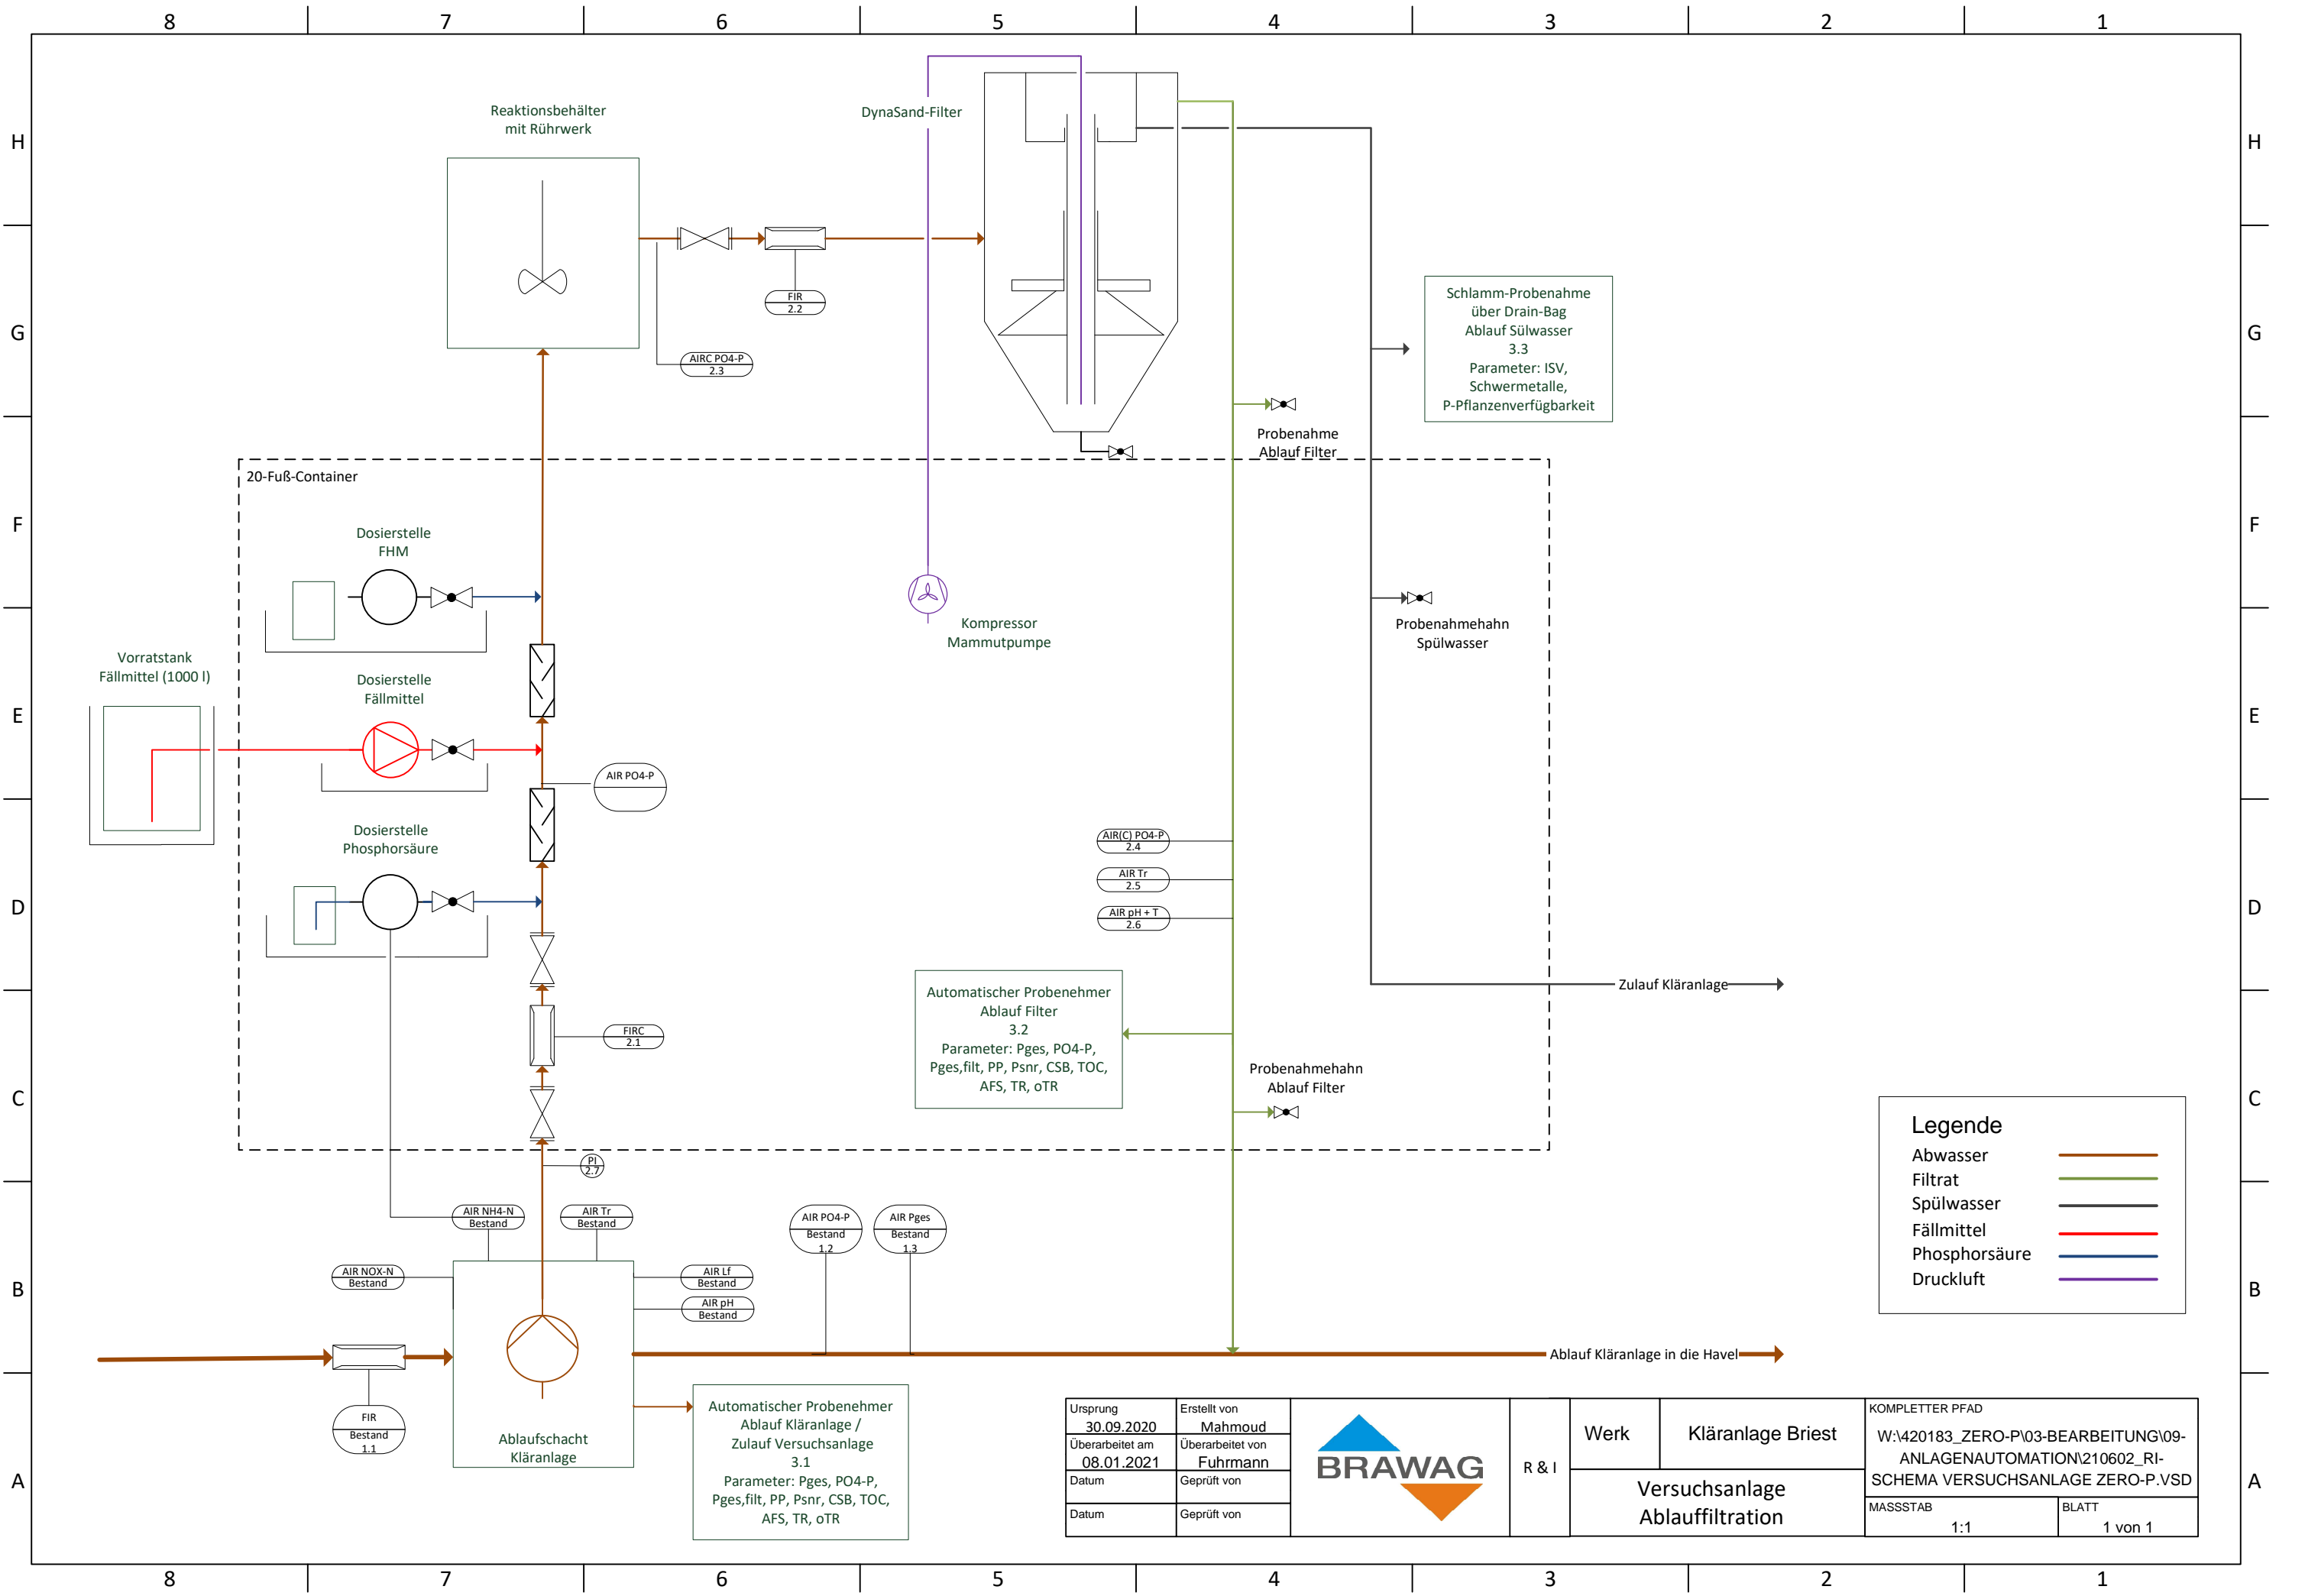 8 7 6 5 4 3 2 1
H
G
F
E
D
C
B
A
H
G
F
E
D
C
B
A
Reaktionsbehälter
mit Rührwerk
DynaSand-Filter
FIR
2.2
AIRC PO4-P
2.3
Schlamm-Probenahme
über Drain-Bag
Ablauf Sülwasser
3.3
Parameter: ISV,
Schwermetalle,
P-Pflanzenverfügbarkeit
Probenahme
Ablauf Filter
20-Fuß-Container
Dosierstelle
FHM
Kompressor
Mammutpumpe
Probenahmehahn
Spülwasser
Vorratstank
Fällmittel (1000 l)
Dosierstelle
Fällmittel
AIR PO4-P
Dosierstelle
Phosphorsäure
AIR(C) PO4-P
2.4
AIR Tr
2.5
AIR pH + T
2.6
Automatischer Probenehmer
Ablauf Filter
3.2
Parameter: Pges, PO4-P,
Pges,filt, PP, Psnr, CSB, TOC,
AFS, TR, oTR
Zulauf Kläranlage
FIRC
2.1
Probenahmehahn
Ablauf Filter
PI
2.7
Legende
Abwasser
Filtrat
Spülwasser
Fällmittel
Phosphorsäure
Druckluft
AIR NH4-N
Bestand
AIR Tr
Bestand
AIR PO4-P
Bestand
1.2
AIR Pges
Bestand
1.3
AIR NOX-N
Bestand
AIR Lf
Bestand
AIR pH
Bestand
Ablauf Kläranlage in die Havel
FIR
Bestand
1.1
Ablaufschacht
Kläranlage
Automatischer Probenehmer
Ablauf Kläranlage /
Zulauf Versuchsanlage
3.1
Parameter: Pges, PO4-P,
Pges,filt, PP, Psnr, CSB, TOC,
AFS, TR, oTR
Ursprung
30.09.2020
Erstellt von
Mahmoud
Überarbeitet am
08.01.2021
Überarbeitet von
Fuhrmann
Datum
Geprüft von
Datum
Geprüft von
BRAWAG
R & I
Werk
Kläranlage Briest
Versuchsanlage
Ablauffiltration
KOMPLETTER PFAD
W:\420183_ZERO-P\03-BEARBEITUNG\09-
ANLAGENAUTOMATION\210602_RI-
SCHEMA VERSUCHSANLAGE ZERO-P.VSD
MASSSTAB
1:1
BLATT
1 von 1
8 7 6 5 4 3 2 1